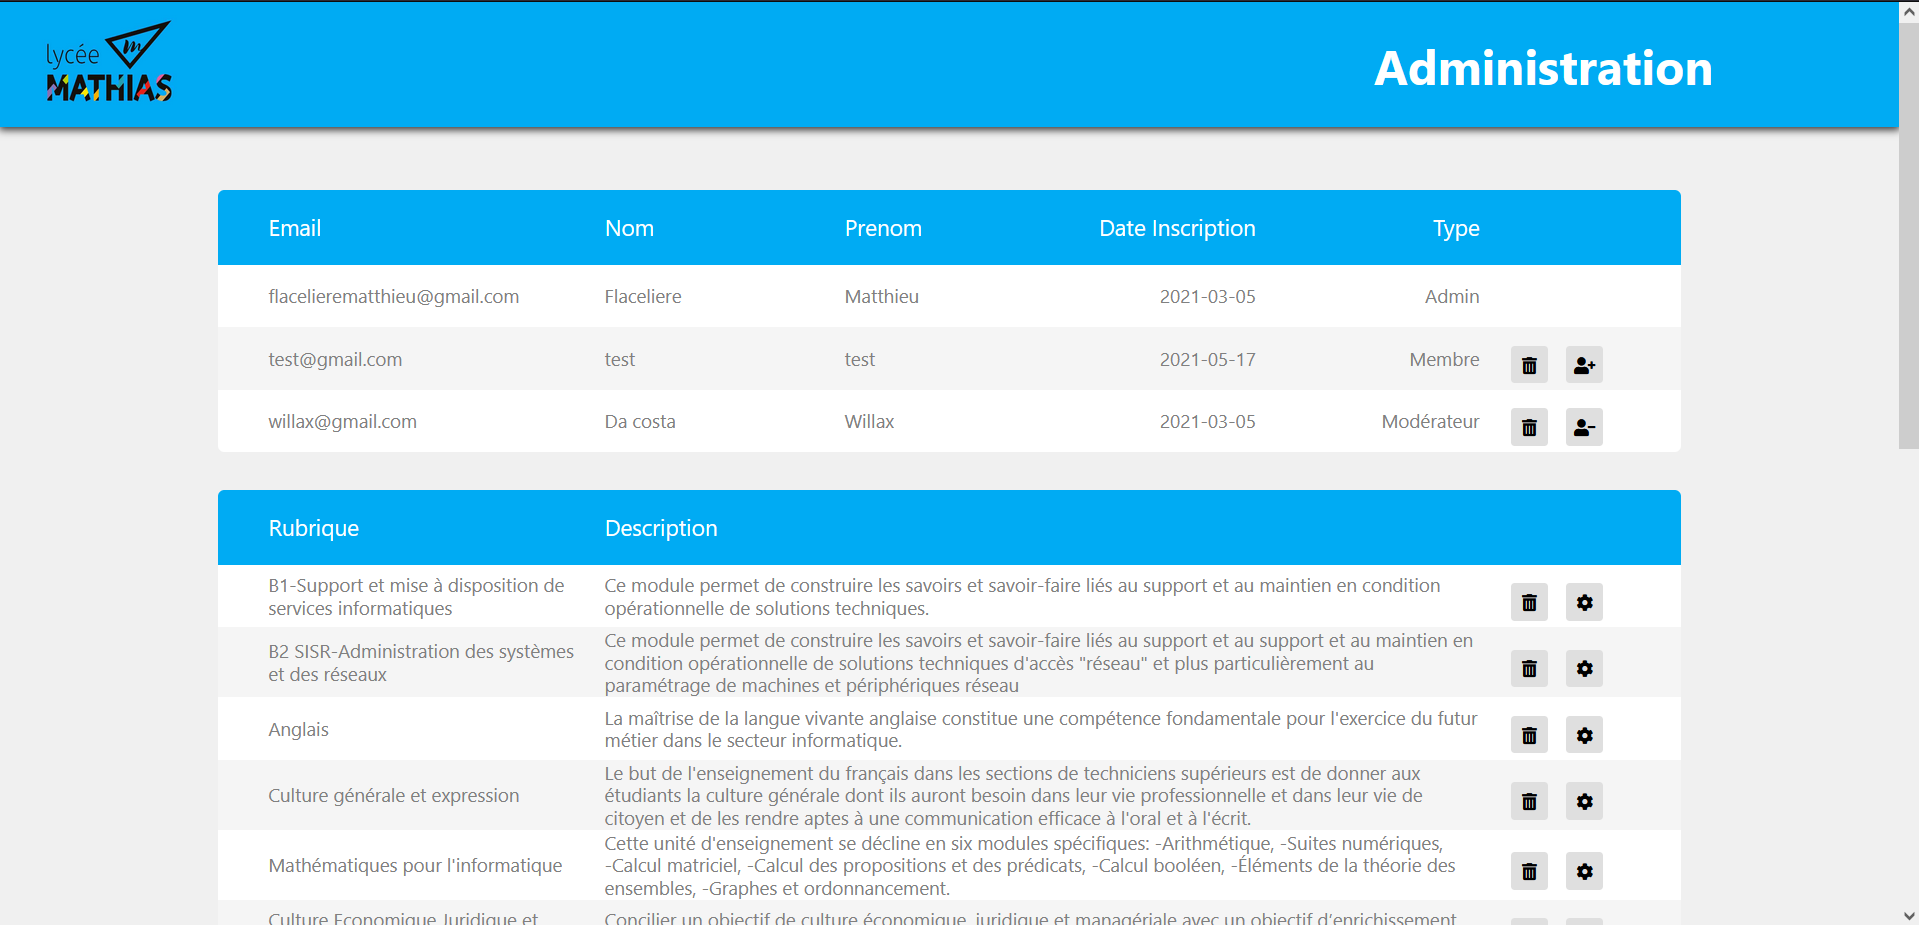 lycée
m
MATHIAS
Administration
Email Nom Prenom Date Inscription Type
flacelierematthieu@gmail.com Flaceliere Matthieu 2021-03-05 Admin
test@gmail.com test test 2021-05-17 Membre
willax@gmail.com Da costa Willax 2021-03-05 Modérateur
Rubrique Description
B1-Support et mise à disposition de
services informatiques
Ce module permet de construire les savoirs et savoir-faire liés au support et au maintien en condition
opérationnelle de solutions techniques.
B2 SISR-Administration des systèmes
et des réseaux
Ce module permet de construire les savoirs et savoir-faire liés au support et au support et au maintien en
condition opérationnelle de solutions techniques d'accès "réseau" et plus particulièrement au
paramétrage de machines et périphériques réseau
Anglais
La maîtrise de la langue vivante anglaise constitue une compétence fondamentale pour l'exercice du futur
métier dans le secteur informatique.
Culture générale et expression
Le but de l'enseignement du français dans les sections de techniciens supérieurs est de donner aux
étudiants la culture générale dont ils auront besoin dans leur vie professionnelle et dans leur vie de
citoyen et de les rendre aptes à une communication efficace à l'oral et à l'écrit.
Mathématiques pour l'informatique
Cette unité d'enseignement se décline en six modules spécifiques: -Arithmétique, -Suites numériques,
-Calcul matriciel, -Calcul des propositions et des prédicats, -Calcul booléen, -Éléments de la théorie des
ensembles, -Graphes et ordonnancement.
Culture Economique Juridique et
Concilier un objectif de culture économique, juridique et managériale avec un objectif d’enrichissement